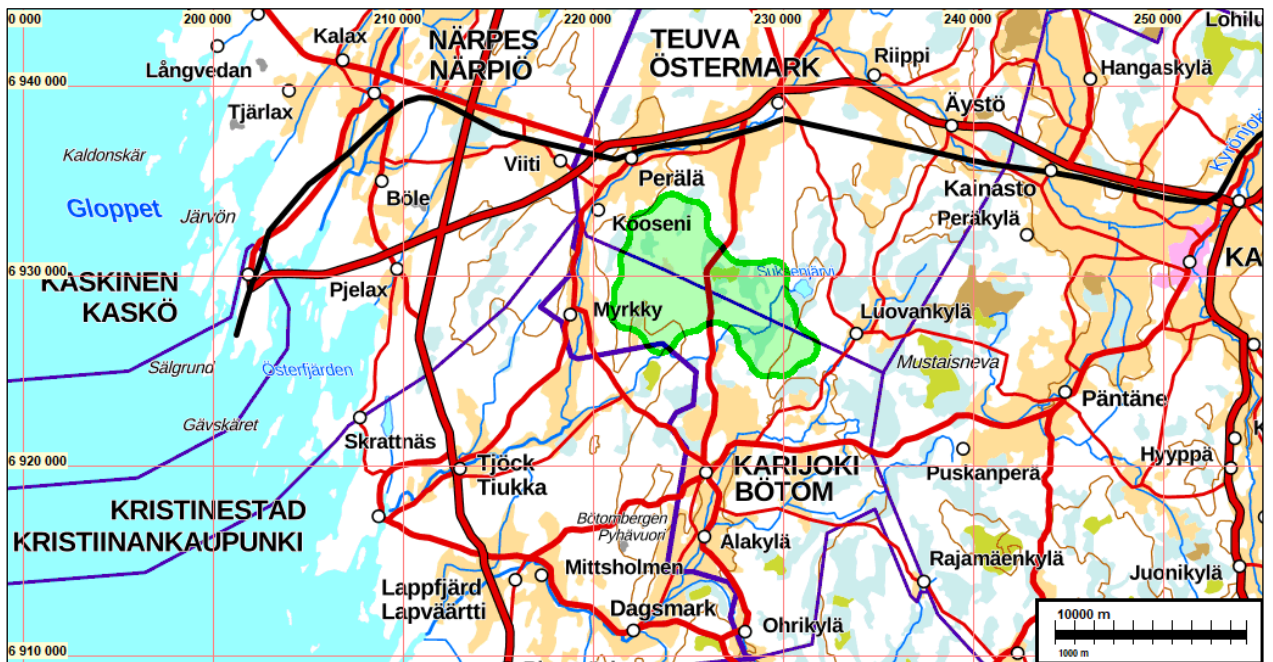 0 000
200 000
210 000
220 000
230 000
240 000
250 000
Kalax
NÄRPES
NÄRPIÖ
TEUVA
ÖSTERMARK
Riippi
Hangaskylä
Långvedan
6 940 000
Tjärlax
Äystö
Kaldonskär
Viiti
Perälä
Kainasto
Böle
Gloppet
Järvön
Kooseni
Peräkylä
6 930 000
KASKINEN
KASKÖ
Pjelax
Suksenjärvi
KA
Myrkky
Luovankylä
Sälgrund
Österfjärden
Mustaisneva
Gävskäret
Skrattnäs
Päntäne
6 920 000
Tjöck
Tiukka
KARIJOKI
BÖTOM
Puskanperä
Hyyppä
KRISTINESTAD
KRISTIINANKAUPUNKI
Bötombergen
Pyhävuori
Alakylä
Rajamäenkylä
Juonikylä
Mittsholmen
Lappfjärd
Lapväärtti
Dagsmark
Ohrikylä
10000 m
1000 m
6 910 000